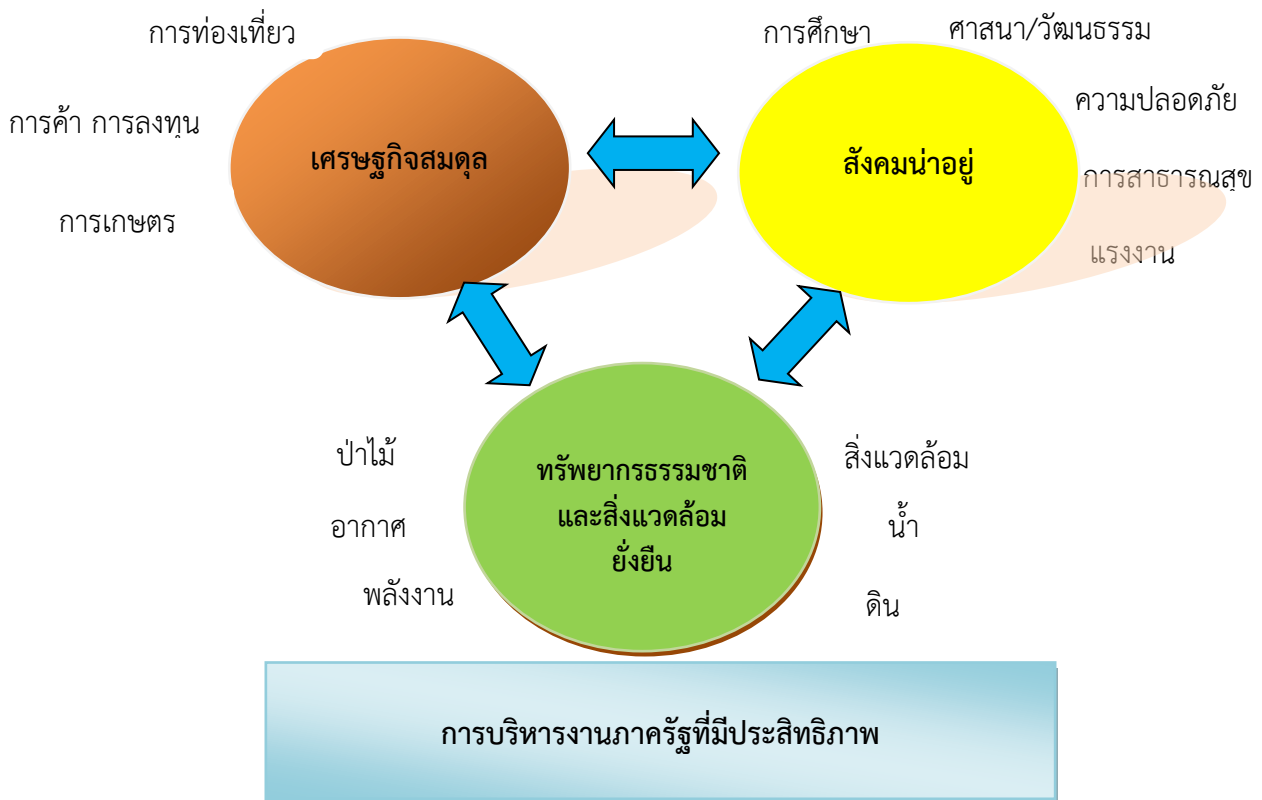 การท่องเที่ยว
การค้า การลงทุน
การเกษตร
เศรษฐกิจสมดุล
การศึกษา
ศาสนา/วัฒนธรรม
ความปลอดภัย
การสาธารณสุข
แรงงาน
สังคมน่าอยู่
ป่าไม้
อากาศ
พลังงาน
ทรัพยากรธรรมชาติ
และสิ่งแวดล้อม
ยั่งยืน
สิ่งแวดล้อม
น้ำ
ดิน
การบริหารงานภาครัฐที่มีประสิทธิภาพ